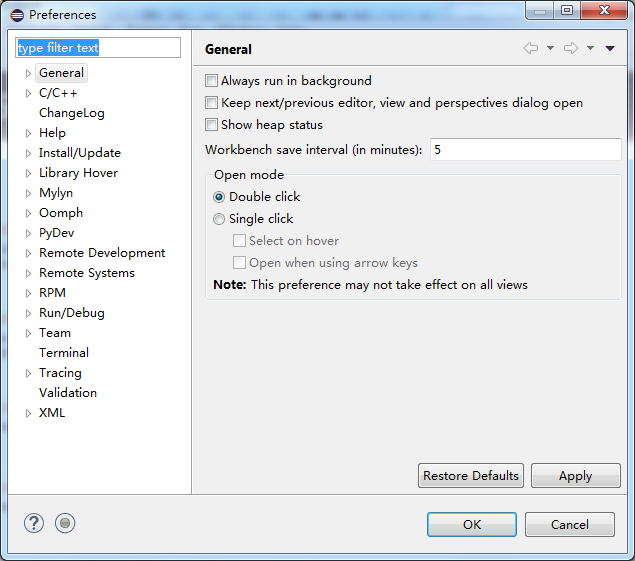 Preferences
type filter text
General
C/C++
ChangeLog
Help
Install/Update
Library Hover
Mylyn
Oomph
PyDev
Remote Development
Remote Systems
RPM
Run/Debug
Team
Terminal
Tracing
Validation
XML
General
Always run in background
Keep next/previous editor, view and perspectives dialog open
Show heap status
Workbench save interval (in minutes): 5
Open mode
Double click
Single click
Select on hover
Open when using arrow keys
Note: This preference may not take effect on all views
Restore Defaults Apply
OK Cancel